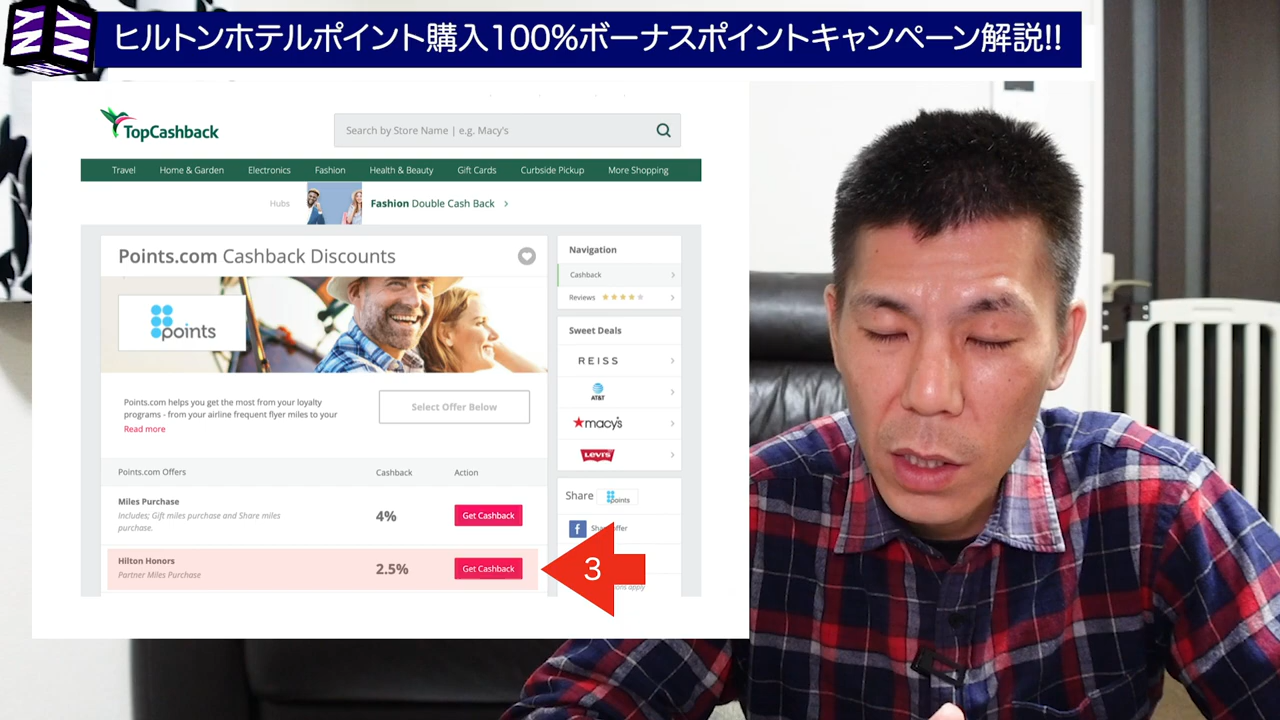 NY
NY
NY
ヒルトンホテルポイント購入100%ボーナスポイントキャンペーン解説!!
TopCashback
Search by Store Name | e.g. Macy's
Travel Home & Garden Electronics Fashion Health & Beauty Gift Cards Curbside Pickup More Shopping
Hubs
Fashion Double Cash Back
Points.com Cashback Discounts
points
Points.com helps you get the most from your loyalty
programs - from your airline frequent flyer miles to your
Read more
Select Offer Below
Points.com Offers Cashback Action
Miles Purchase
Includes; Gift miles purchase and Share miles
purchase.
4% Get Cashback
Hilton Honors
Partner Miles Purchase
2.5% Get Cashback
3
Navigation
Cashback
Reviews
Sweet Deals
REISS
AT&T
macy's
LEVI'S
Share points
f
apply